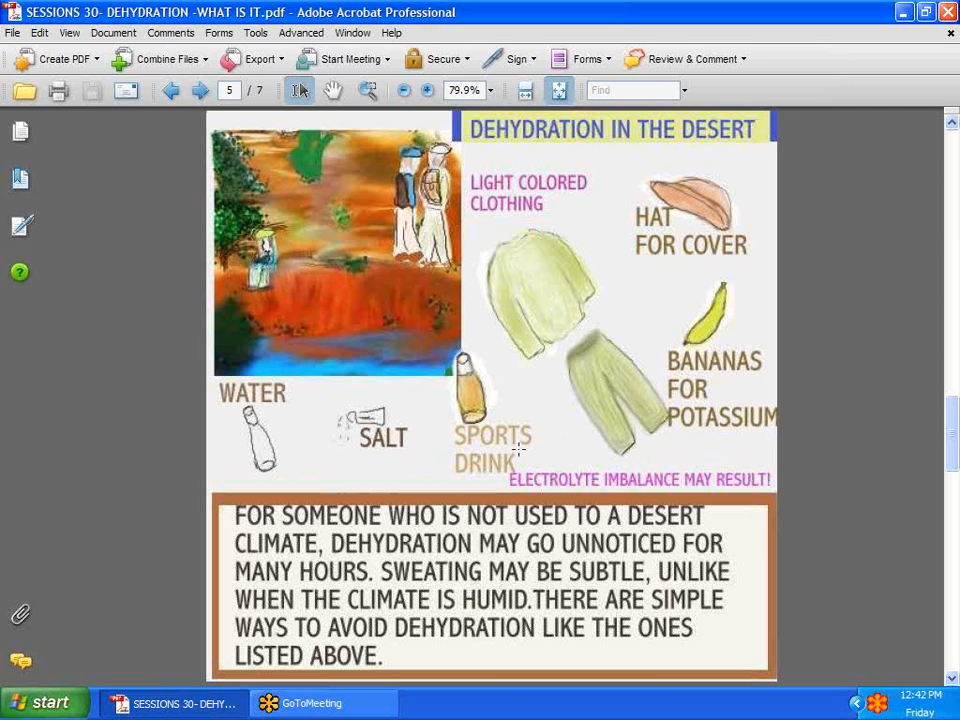 SESSIONS 30- DEHYDRATION -WHAT IS IT.pdf - Adobe Acrobat Professional
File Edit View Document Comments Forms Tools Advanced Window Help
Create PDF Combine Files Export Start Meeting Secure Sign Forms Review & Comment
5 / 7 79.9% Find
DEHYDRATION IN THE DESERT
LIGHT COLORED
CLOTHING
HAT
FOR COVER
BANANAS
FOR
POTASSIUM
WATER
SALT
SPORTS
DRINK
ELECTROLYTE IMBALANCE MAY RESULT!
FOR SOMEONE WHO IS NOT USED TO A DESERT
CLIMATE, DEHYDRATION MAY GO UNNOTICED FOR
MANY HOURS. SWEATING MAY BE SUBTLE, UNLIKE
WHEN THE CLIMATE IS HUMID.THERE ARE SIMPLE
WAYS TO AVOID DEHYDRATION LIKE THE ONES
LISTED ABOVE.
start SESSIONS 30- DEHY... GoToMeeting 12:42 PM
Friday